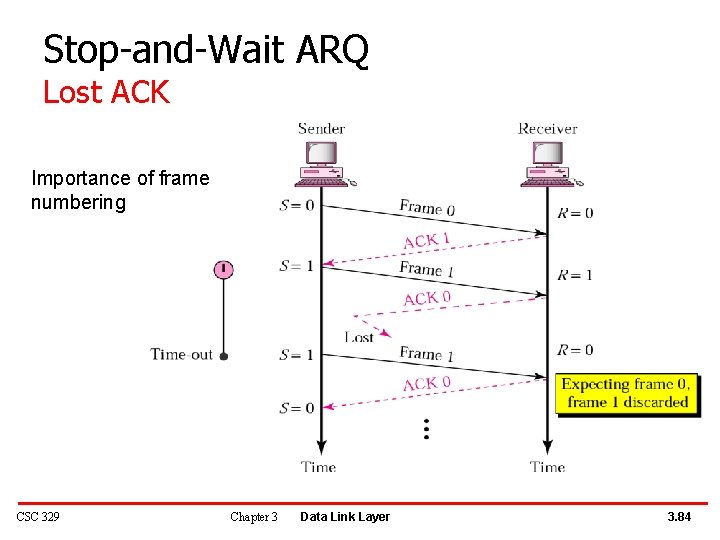 Stop-and-Wait ARQ
Lost ACK
Importance of frame
numbering
Sender
Receiver
S = 0
Frame 0
R = 0
ACK 1
S = 1
Frame 1
R = 1
ACK 0
Lost
Time-out
S = 1
Frame 1
R = 0
ACK 0
Expecting frame 0,
frame 1 discarded
S = 0
Time
Time
CSC 329
Chapter 3
Data Link Layer
3. 84